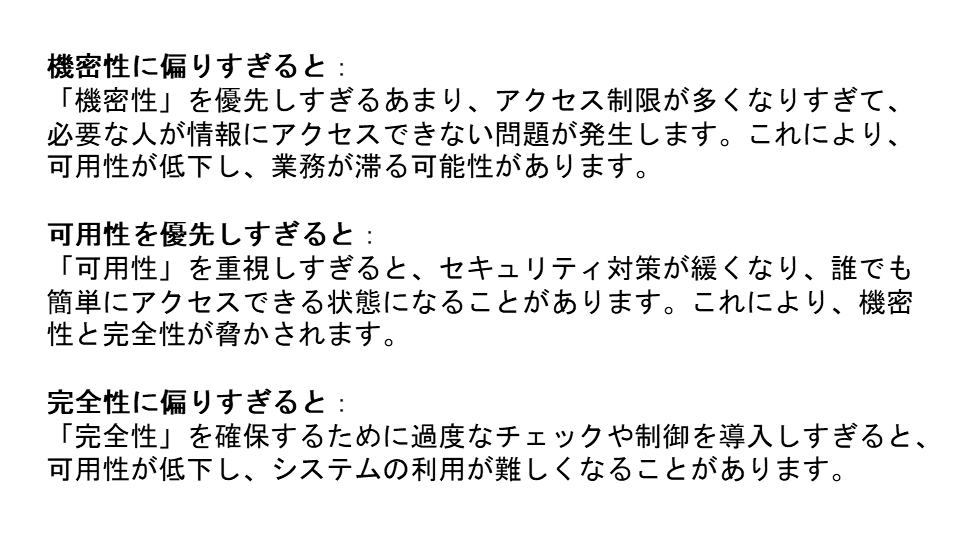 機密性に偏りすぎると：
「機密性」を優先しすぎるあまり、アクセス制限が多くなりすぎて、
必要な人が情報にアクセスできない問題が発生します。これにより、
可用性が低下し、業務が滞る可能性があります。
可用性を優先しすぎると：
「可用性」を重視しすぎると、セキュリティ対策が緩くなり、誰でも
簡単にアクセスできる状態になることがあります。これにより、機密
性と完全性が脅かされます。
完全性に偏りすぎると：
「完全性」を確保するために過度なチェックや制御を導入しすぎると、
可用性が低下し、システムの利用が難しくなることがあります。